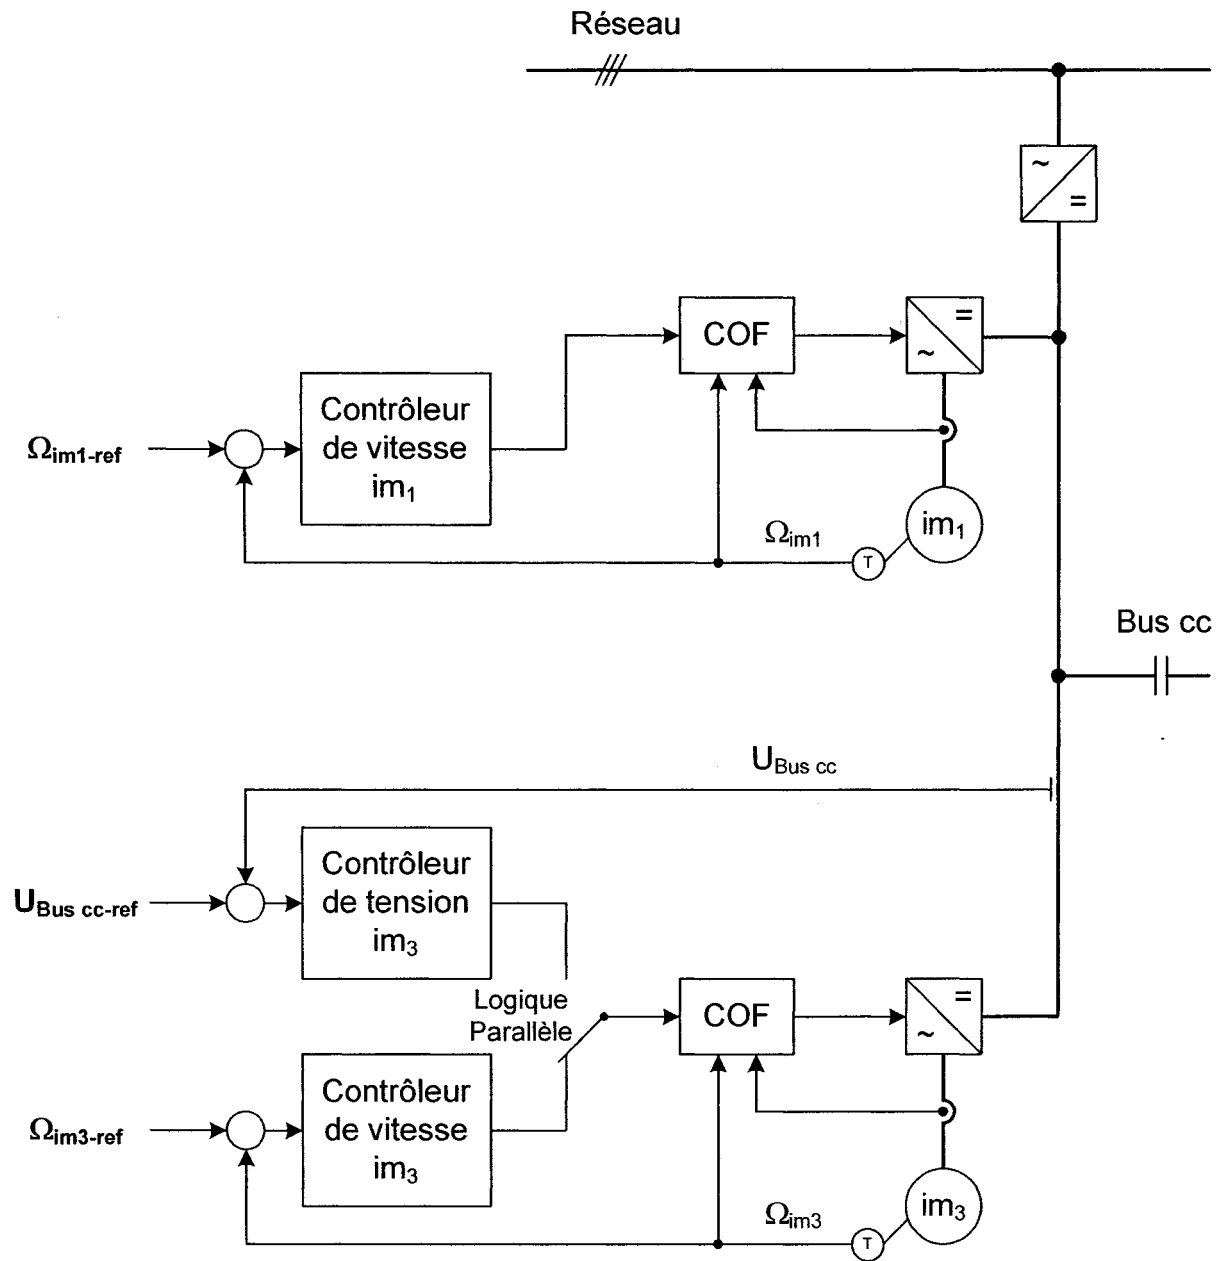 Réseau
~
=
COF
=
~
Contrôleur
de vitesse
im1
Ωim1-ref
Ωim1
T
im1
Bus cc
UBus cc
UBus cc-ref
Contrôleur
de tension
im3
Logique
Parallèle
COF
=
~
Contrôleur
de vitesse
im3
Ωim3-ref
Ωim3
T
im3